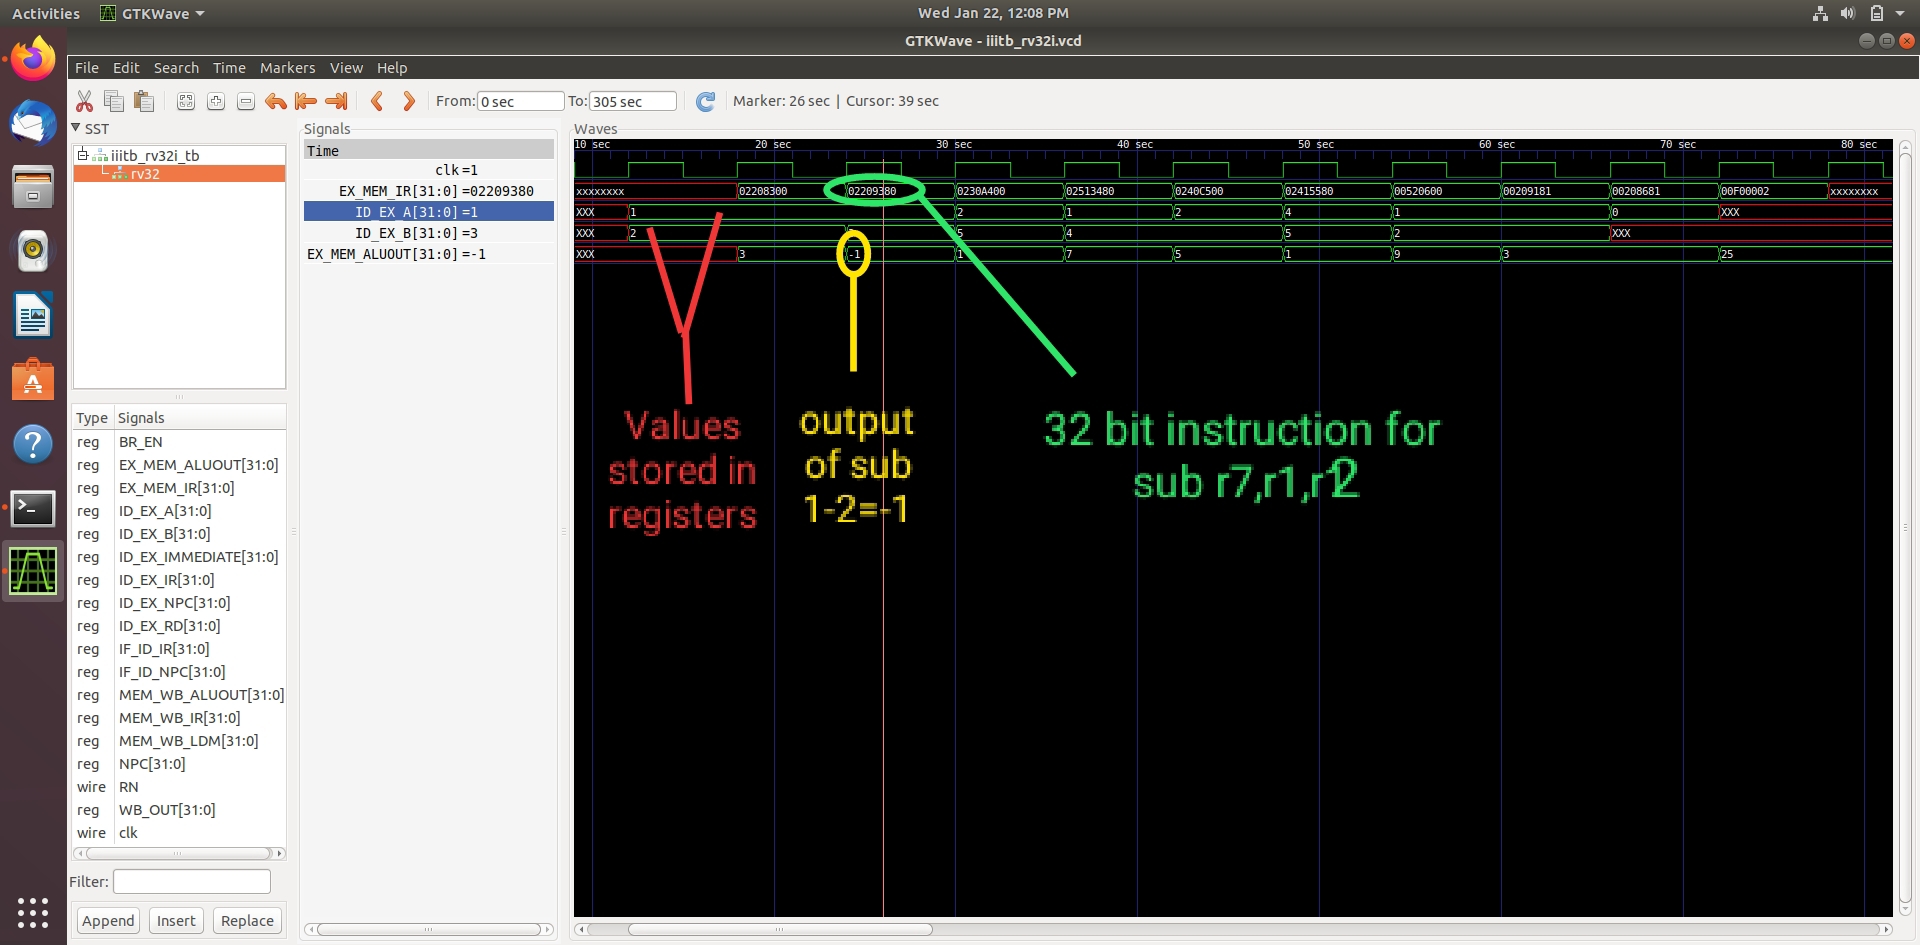 Activities GTKWave Wed Jan 22, 12:08 PM
GTKWave - iiitb_rv32i.vcd
File Edit Search Time Markers View Help
From: 0 sec To: 305 sec Marker: 26 sec | Cursor: 39 sec
SST
iiitb_rv32i_tb
rv32
Type Signals
reg BR_EN
reg EX_MEM_ALUOUT[31:0]
reg EX_MEM_IR[31:0]
reg ID_EX_A[31:0]
reg ID_EX_B[31:0]
reg ID_EX_IMMEDIATE[31:0]
reg ID_EX_IR[31:0]
reg ID_EX_NPC[31:0]
reg ID_EX_RD[31:0]
reg IF_ID_IR[31:0]
reg IF_ID_NPC[31:0]
reg MEM_WB_ALUOUT[31:0]
reg MEM_WB_IR[31:0]
reg MEM_WB_LDM[31:0]
reg NPC[31:0]
wire RN
reg WB_OUT[31:0]
wire clk
Filter:
Append Insert Replace
Signals
Time
clk =1
EX_MEM_IR[31:0] =02209380
ID_EX_A[31:0] =1
ID_EX_B[31:0] =3
EX_MEM_ALUOUT[31:0] =-1
Waves
10 sec 20 sec 30 sec 40 sec 50 sec 60 sec 70 sec 80 sec
xxxxxxxx 02208300 02209380 0230A400 02513480 0240C500 02415580 00520600 00209181 00208681 00F00002 xxxxxxxx
XXX 1 2 1 2 4 1 0 XXX
XXX 2 5 4 5 2 XXX
XXX 3 -1 1 7 5 1 9 3 25
Values
stored in
registers
output
of sub
1-2=-1
32 bit instruction for
sub r7,r1,r2